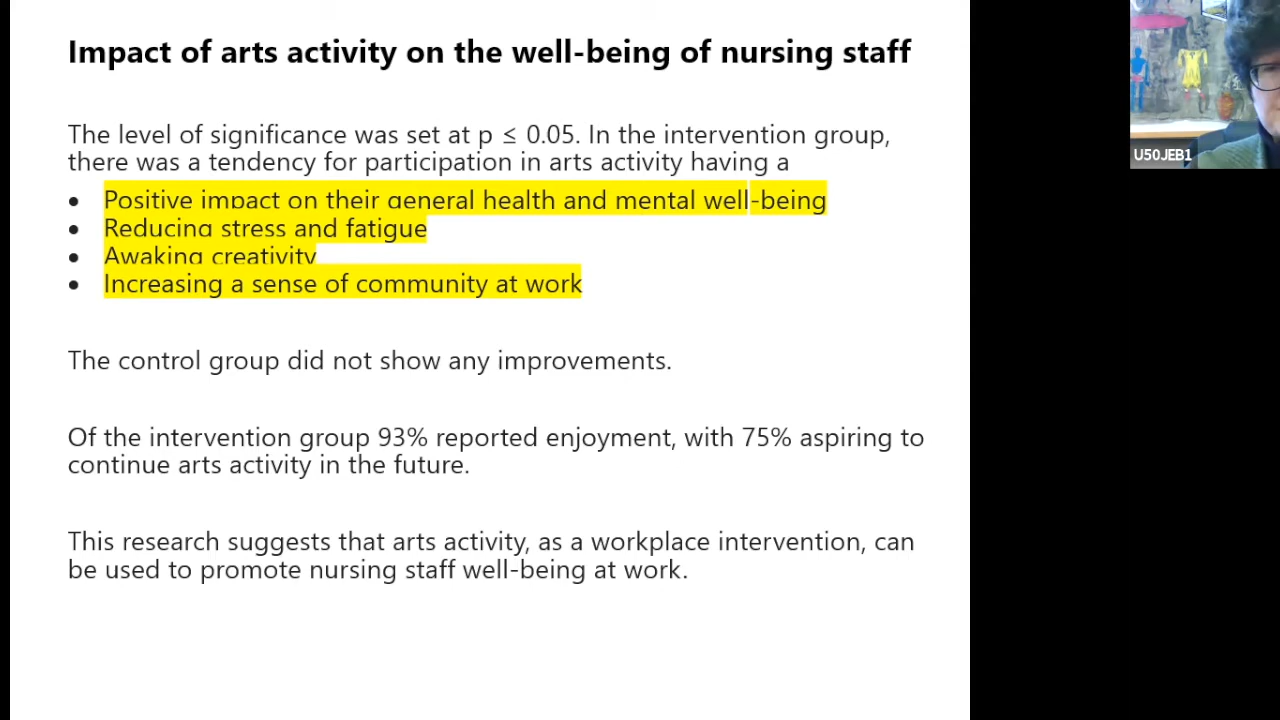 Impact of arts activity on the well-being of nursing staff
The level of significance was set at p ≤ 0.05. In the intervention group,
there was a tendency for participation in arts activity having a
• Positive impact on their general health and mental well-being
• Reducing stress and fatigue
• Awaking creativity
• Increasing a sense of community at work
The control group did not show any improvements.
Of the intervention group 93% reported enjoyment, with 75% aspiring to
continue arts activity in the future.
This research suggests that arts activity, as a workplace intervention, can
be used to promote nursing staff well-being at work.
U50JEB1